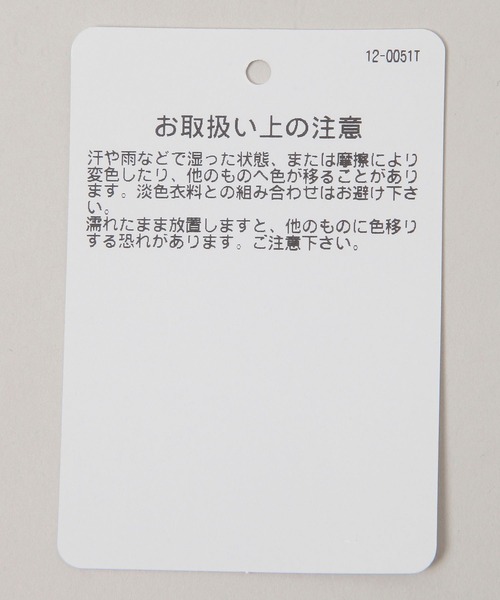 12-0051T
お取扱い上の注意
汗や雨などで湿った状態、または摩擦により
変色したり、他のものへ色が移ることがあり
ます。淡色衣料との組み合わせはお避け下さ
い。
濡れたまま放置しますと、他のものに色移り
する恐れがあります。ご注意下さい。